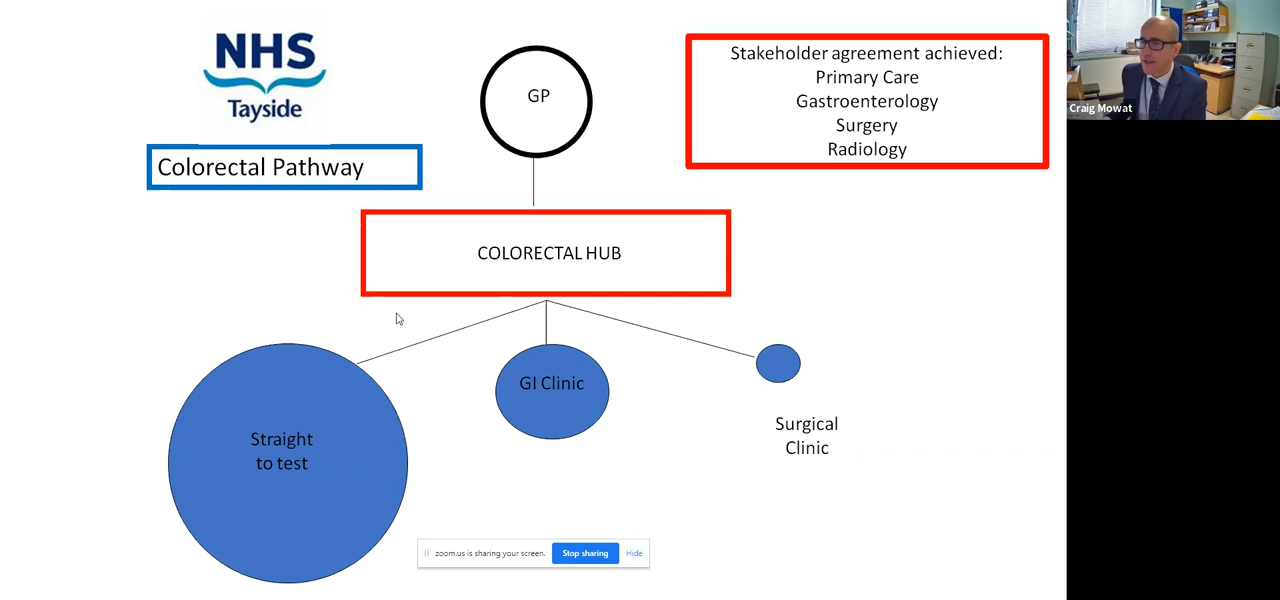 NHS
Tayside
GP
Stakeholder agreement achieved:
Primary Care
Gastroenterology
Surgery
Radiology
Craig Mowat
Colorectal Pathway
COLORECTAL HUB
GI Clinic
Straight
to test
Surgical
Clinic
zoom.us is sharing your screen.
Stop sharing
Hide